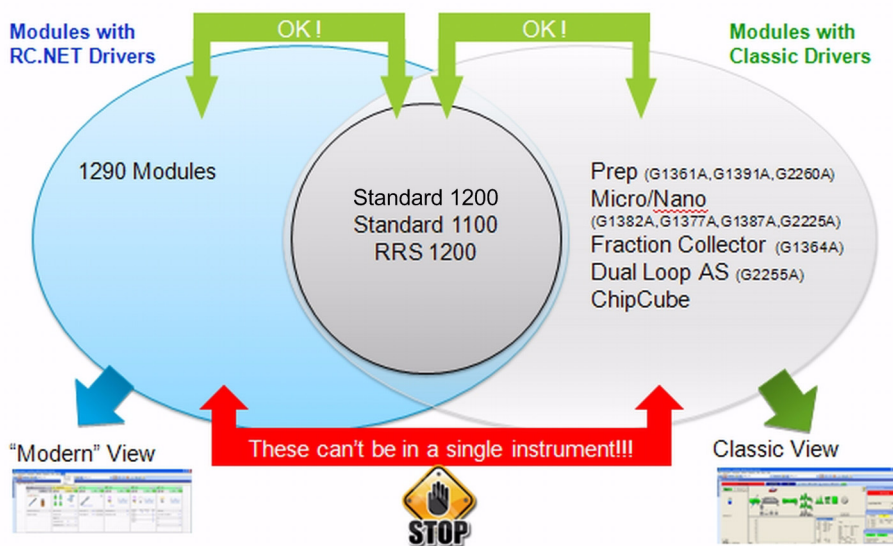 Modules with
RC.NET Drivers
OK!
OK!
Modules with
Classic Drivers
1290 Modules
Standard 1200
Standard 1100
RRS 1200
Prep (G1361A,G1391A,G2260A)
Micro/Nano
(G1382A,G1377A,G1387A,G2225A)
Fraction Collector (G1364A)
Dual Loop AS (G2255A)
ChipCube
“Modern” View
These can’t be in a single instrument!!!
Classic View
STOP